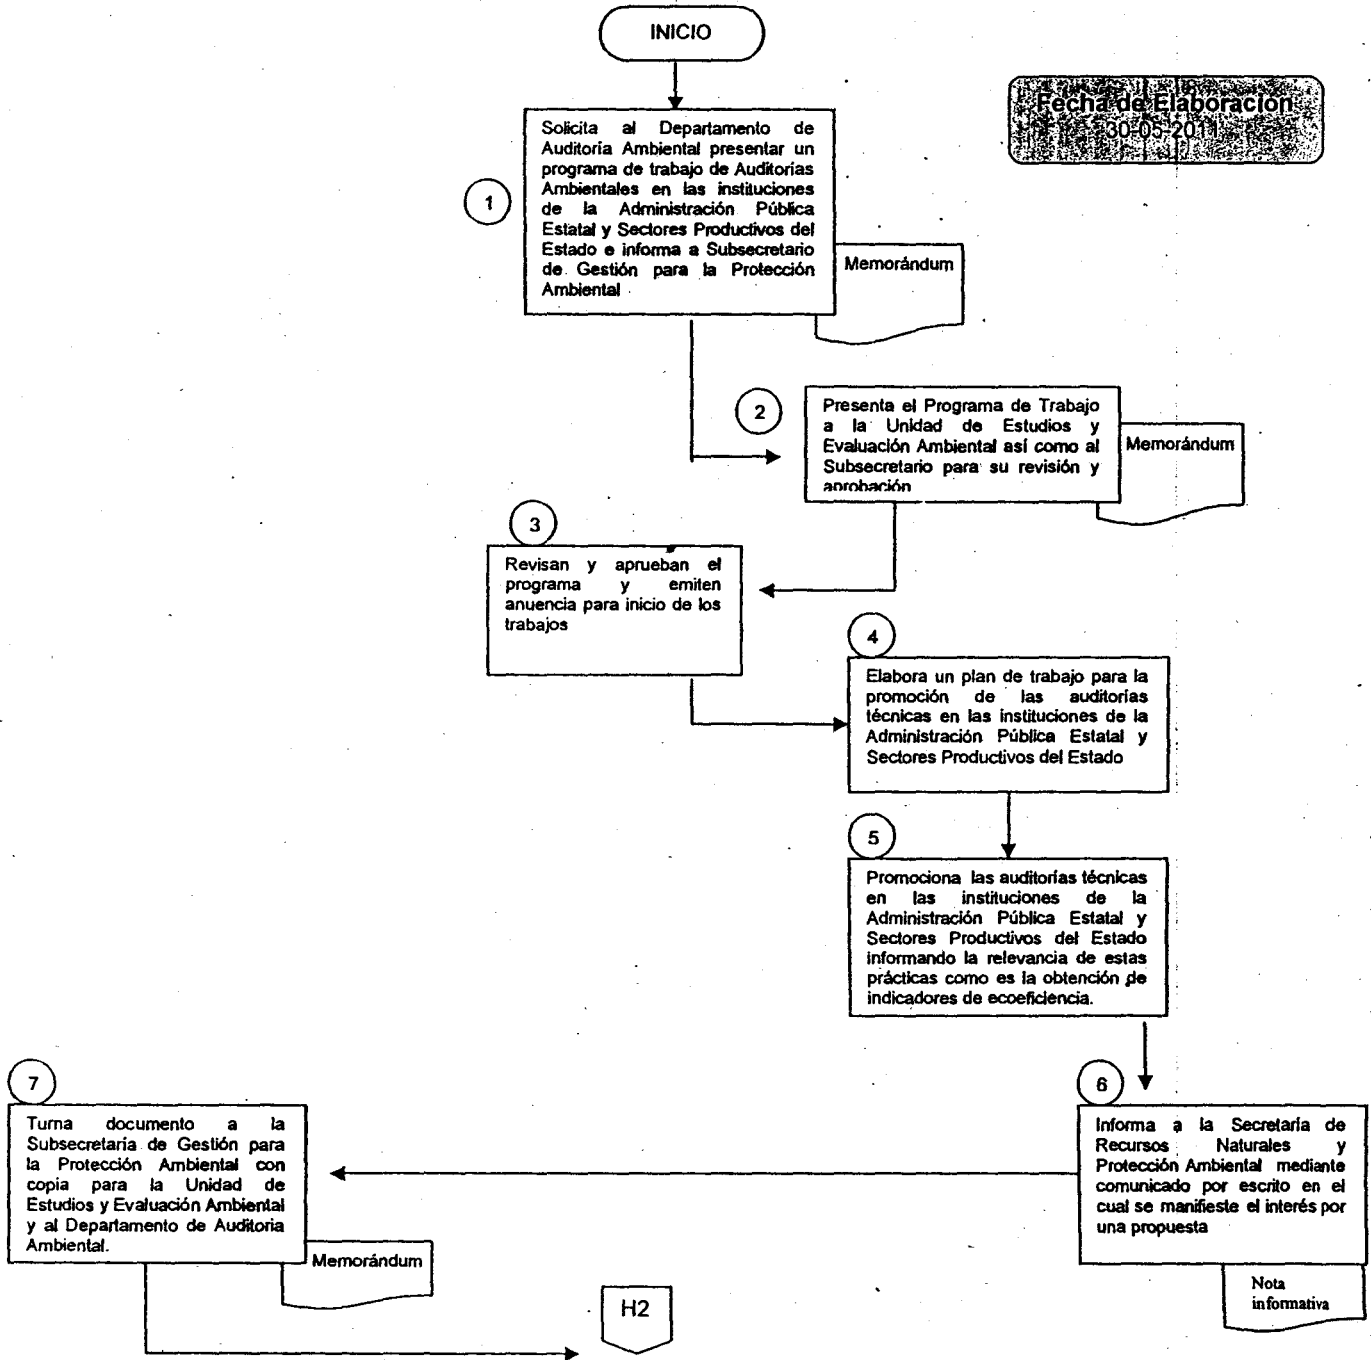 INICIO
Fecha de Elaboración
30-05-2011
1
Solicita al Departamento de
Auditoría Ambiental presentar un
programa de trabajo de Auditorías
Ambientales en las instituciones
de la Administración Pública
Estatal y Sectores Productivos del
Estado e informa a Subsecretario
de Gestión para la Protección
Ambiental
Memorándum
2
Presenta el Programa de Trabajo
a la Unidad de Estudios y
Evaluación Ambiental así como al
Subsecretario para su revisión y
aprobación
Memorándum
3
Revisan y aprueban el
programa y emiten
anuencia para inicio de los
trabajos
4
Elabora un plan de trabajo para la
promoción de las auditorías
técnicas en las instituciones de la
Administración Pública Estatal y
Sectores Productivos del Estado
5
Promociona las auditorías técnicas
en las instituciones de la
Administración Pública Estatal y
Sectores Productivos del Estado
informando la relevancia de estas
prácticas como es la obtención de
indicadores de ecoeficiencia.
6
Informa a la Secretaría de
Recursos Naturales y
Protección Ambiental mediante
comunicado por escrito en el
cual se manifieste el interés por
una propuesta
Nota
informativa
7
Turna documento a la
Subsecretaría de Gestión para
la Protección Ambiental con
copia para la Unidad de
Estudios y Evaluación Ambiental
y al Departamento de Auditoria
Ambiental.
Memorándum
H2